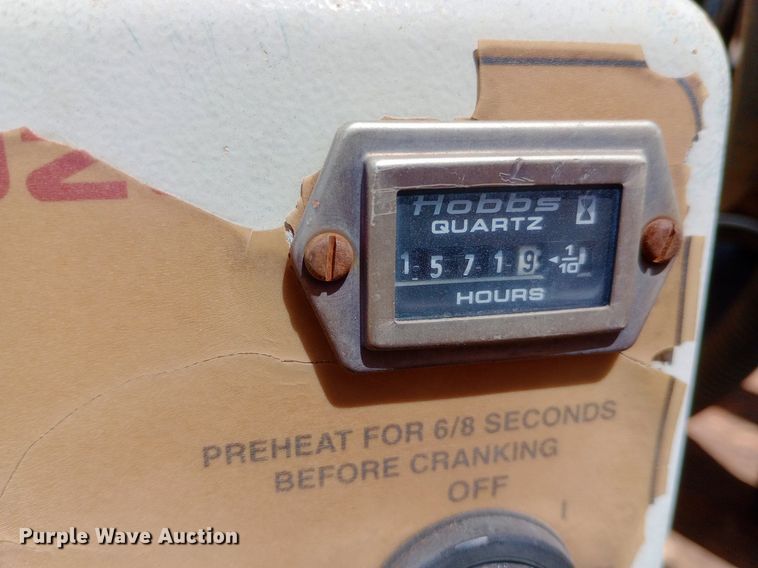 Hobbs
QUARTZ
1 5 7 1 9 1/10
HOURS
PREHEAT FOR 6/8 SECONDS
BEFORE CRANKING
OFF
Purple Wave Auction